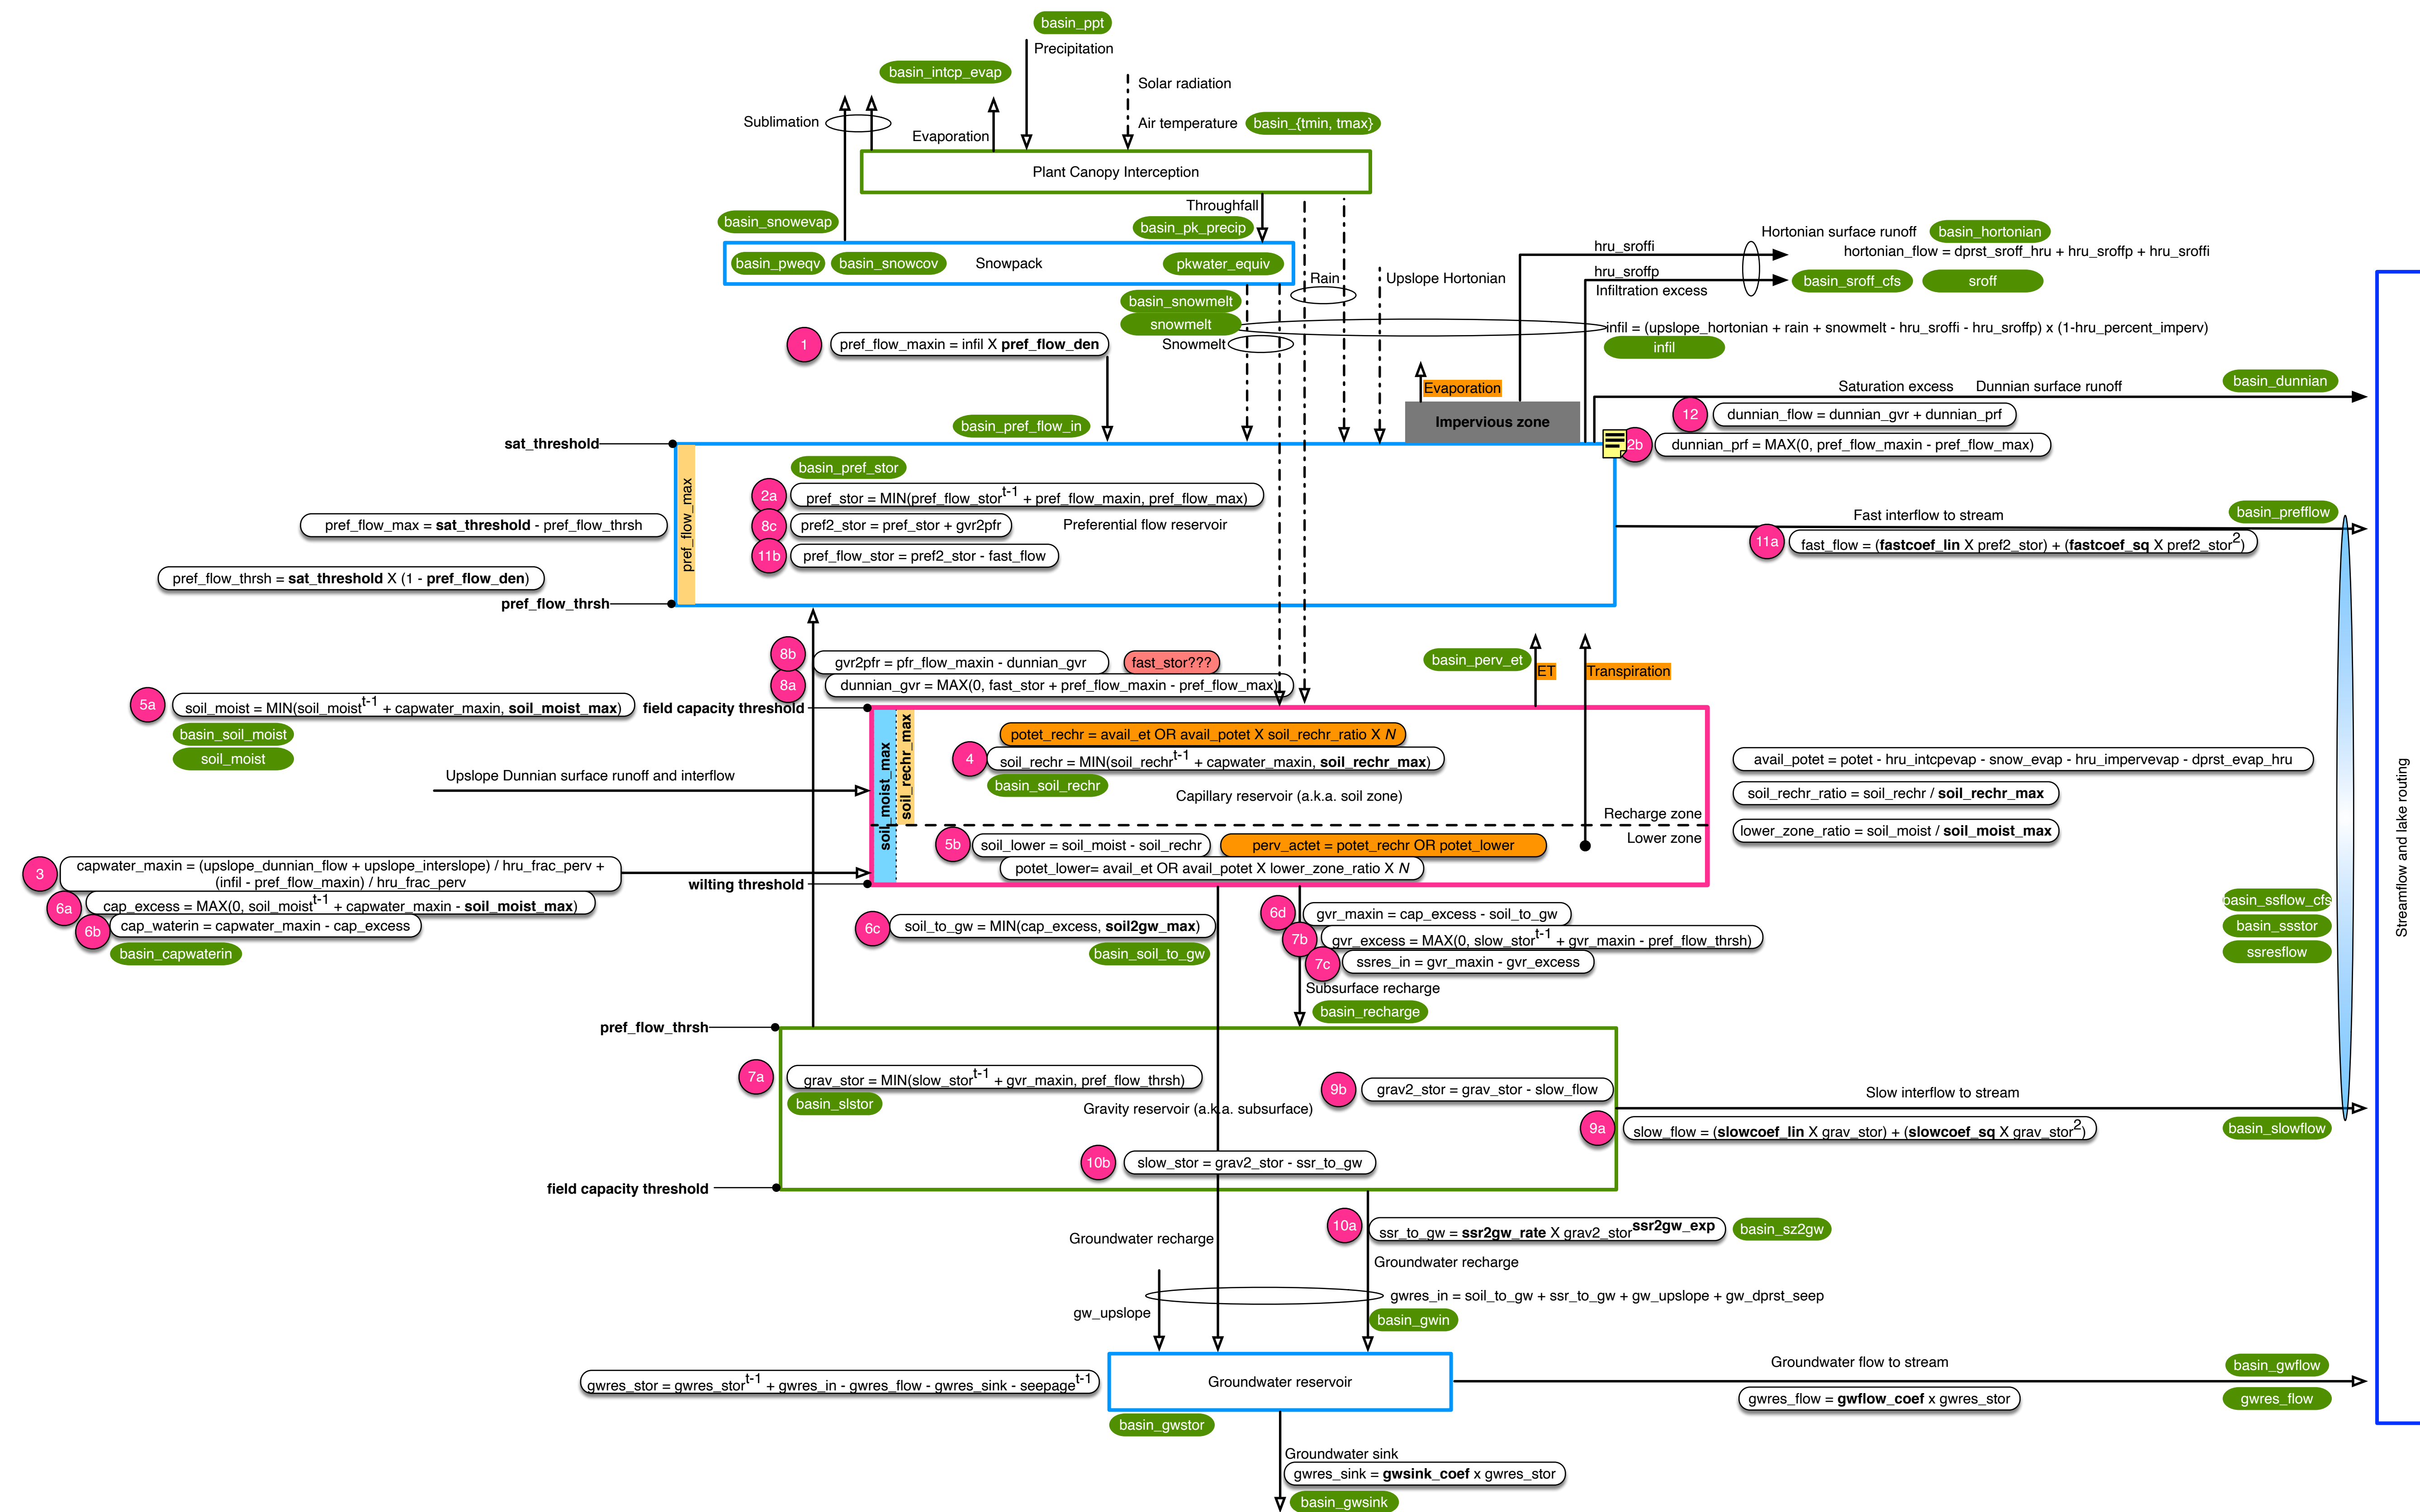 basin_ppt
Precipitation
basin_intcp_evap
Solar radiation
Sublimation
Evaporation
Air temperature
basin_{tmin, tmax}
Plant Canopy Interception
Throughfall
basin_snowevap
basin_pk_precip
basin_pweqv
basin_snowcov
Snowpack
pkwater_equiv
Rain
Upslope Hortonian
hru_sroffi
Hortonian surface runoff
basin_hortonian
hortonian_flow = dprst_sroff_hru + hru_sroffp + hru_sroffi
hru_sroffp
Infiltration excess
basin_sroff_cfs
sroff
basin_snowmelt
snowmelt
Snowmelt
infil = (upslope_hortonian + rain + snowmelt - hru_sroffi - hru_sroffp) x (1-hru_percent_imperv)
infil
1
pref_flow_maxin = infil X pref_flow_den
Evaporation
Impervious zone
Saturation excess
Dunnian surface runoff
basin_dunnian
12
dunnian_flow = dunnian_gvr + dunnian_prf
2b
dunnian_prf = MAX(0, pref_flow_maxin - pref_flow_max)
basin_pref_flow_in
sat_threshold
pref_flow_max
basin_pref_stor
2a
pref_stor = MIN(pref_flow_stor^t-1 + pref_flow_maxin, pref_flow_max)
8c
pref2_stor = pref_stor + gvr2pfr
Preferential flow reservoir
11b
pref_flow_stor = pref2_stor - fast_flow
pref_flow_max = sat_threshold - pref_flow_thrsh
pref_flow_thrsh = sat_threshold X (1 - pref_flow_den)
pref_flow_thrsh
Fast interflow to stream
basin_prefflow
11a
fast_flow = (fastcoef_lin X pref2_stor) + (fastcoef_sq X pref2_stor^2)
8b
gvr2pfr = pfr_flow_maxin - dunnian_gvr
fast_stor???
8a
dunnian_gvr = MAX(0, fast_stor + pref_flow_maxin - pref_flow_max)
basin_perv_et
ET
Transpiration
5a
soil_moist = MIN(soil_moist^t-1 + capwater_maxin, soil_moist_max)
basin_soil_moist
soil_moist
field capacity threshold
soil_moist_max
soil_rechr_max
potet_rechr = avail_et OR avail_potet X soil_rechr_ratio X N
4
soil_rechr = MIN(soil_rechr^t-1 + capwater_maxin, soil_rechr_max)
basin_soil_rechr
Capillary reservoir (a.k.a. soil zone)
Recharge zone
Lower zone
Upslope Dunnian surface runoff and interflow
avail_potet = potet - hru_intcpevap - snow_evap - hru_impervevap - dprst_evap_hru
soil_rechr_ratio = soil_rechr / soil_rechr_max
lower_zone_ratio = soil_moist / soil_moist_max
5b
soil_lower = soil_moist - soil_rechr
perv_actet = potet_rechr OR potet_lower
potet_lower= avail_et OR avail_potet X lower_zone_ratio X N
3
capwater_maxin = (upslope_dunnian_flow + upslope_interslope) / hru_frac_perv +
(infil - pref_flow_maxin) / hru_frac_perv
wilting threshold
6a
cap_excess = MAX(0, soil_moist^t-1 + capwater_maxin - soil_moist_max)
6b
cap_waterin = capwater_maxin - cap_excess
basin_capwaterin
6c
soil_to_gw = MIN(cap_excess, soil2gw_max)
basin_soil_to_gw
6d
gvr_maxin = cap_excess - soil_to_gw
7b
gvr_excess = MAX(0, slow_stor^t-1 + gvr_maxin - pref_flow_thrsh)
7c
ssres_in = gvr_maxin - gvr_excess
Subsurface recharge
basin_recharge
basin_ssflow_cfs
basin_ssstor
ssresflow
Streamflow and lake routing
pref_flow_thrsh
7a
grav_stor = MIN(slow_stor^t-1 + gvr_maxin, pref_flow_thrsh)
basin_slstor
Gravity reservoir (a.k.a. subsurface)
9b
grav2_stor = grav_stor - slow_flow
Slow interflow to stream
9a
slow_flow = (slowcoef_lin X grav_stor) + (slowcoef_sq X grav_stor^2)
basin_slowflow
10b
slow_stor = grav2_stor - ssr_to_gw
field capacity threshold
10a
ssr_to_gw = ssr2gw_rate X grav2_stor^ssr2gw_exp
basin_sz2gw
Groundwater recharge
Groundwater recharge
gw_upslope
gwres_in = soil_to_gw + ssr_to_gw + gw_upslope + gw_dprst_seep
basin_gwin
gwres_stor = gwres_stor^t-1 + gwres_in - gwres_flow - gwres_sink - seepage^t-1
Groundwater reservoir
Groundwater flow to stream
basin_gwflow
gwres_flow = gwflow_coef x gwres_stor
gwres_flow
basin_gwstor
Groundwater sink
gwres_sink = gwsink_coef x gwres_stor
basin_gwsink